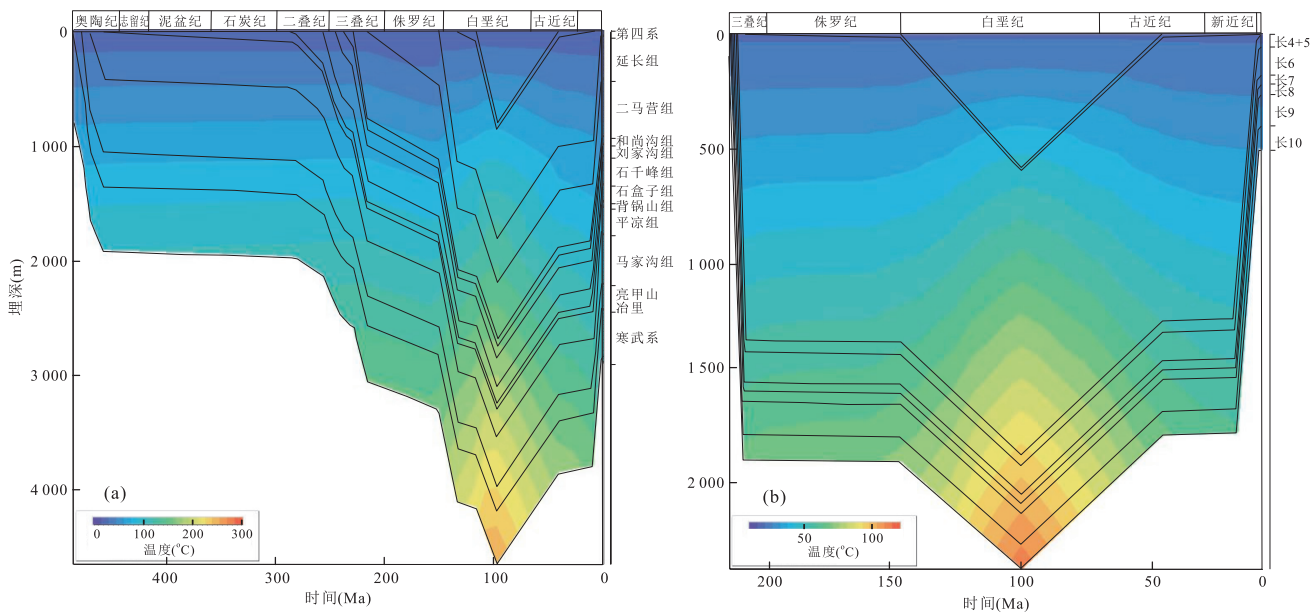 奥陶纪 志留纪 泥盆纪 石炭纪 二叠纪 三叠纪 侏罗纪 白垩纪 古近纪
0
1 000
2 000
3 000
4 000
埋深(m)
第四系
延长组
二马营组
和尚沟组
刘家沟组
石千峰组
石盒子组
背锅山组
平凉组
马家沟组
亮甲山
冶里
寒武系
(a)
0 100 200 300
温度(°C)
400 300 200 100 0
时间(Ma)
三叠纪 侏罗纪 白垩纪 古近纪 新近纪
0
500
1 000
1 500
2 000
长4+5
长6
长7
长8
长9
长10
(b)
50 100
温度(°C)
200 150 100 50 0
时间(Ma)